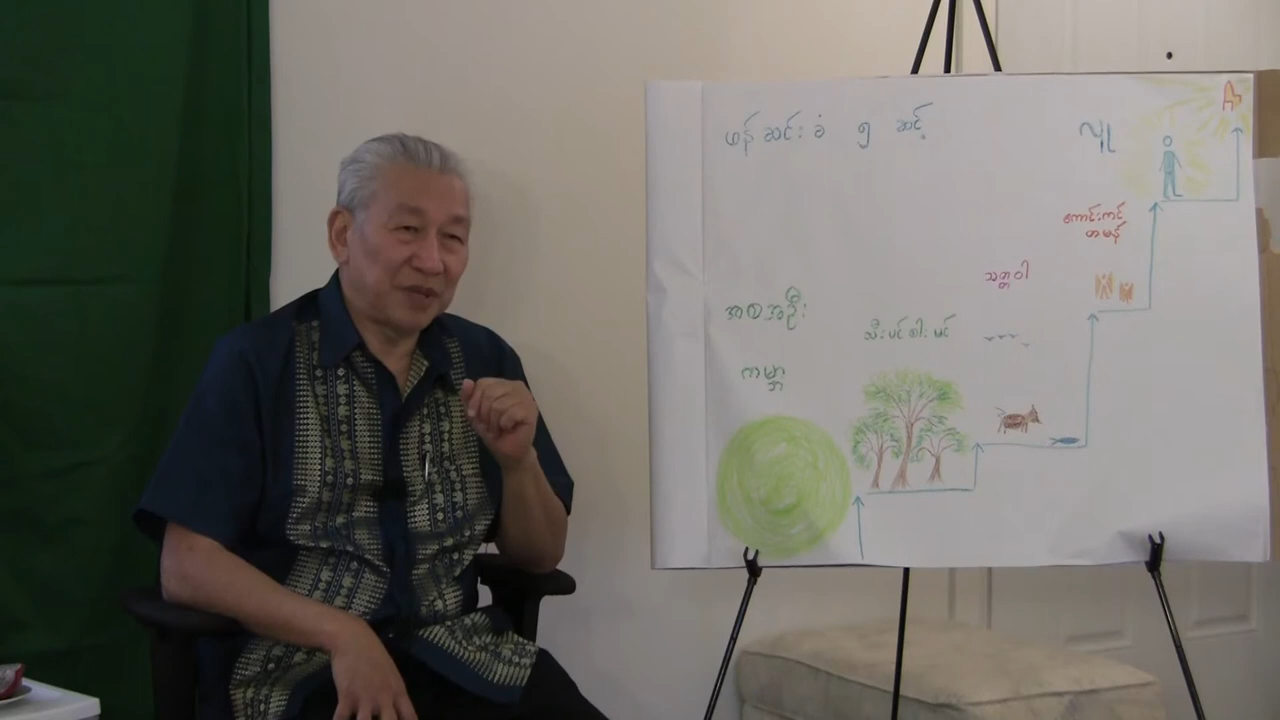 ဖန်ဆင်းခံ ၅ ဆင့်
လူ
ကောင်းကင်
တမန်
သတ္တဝါ
အစအဦး
သီးပင်စားပင်
ကမ္ဘာ